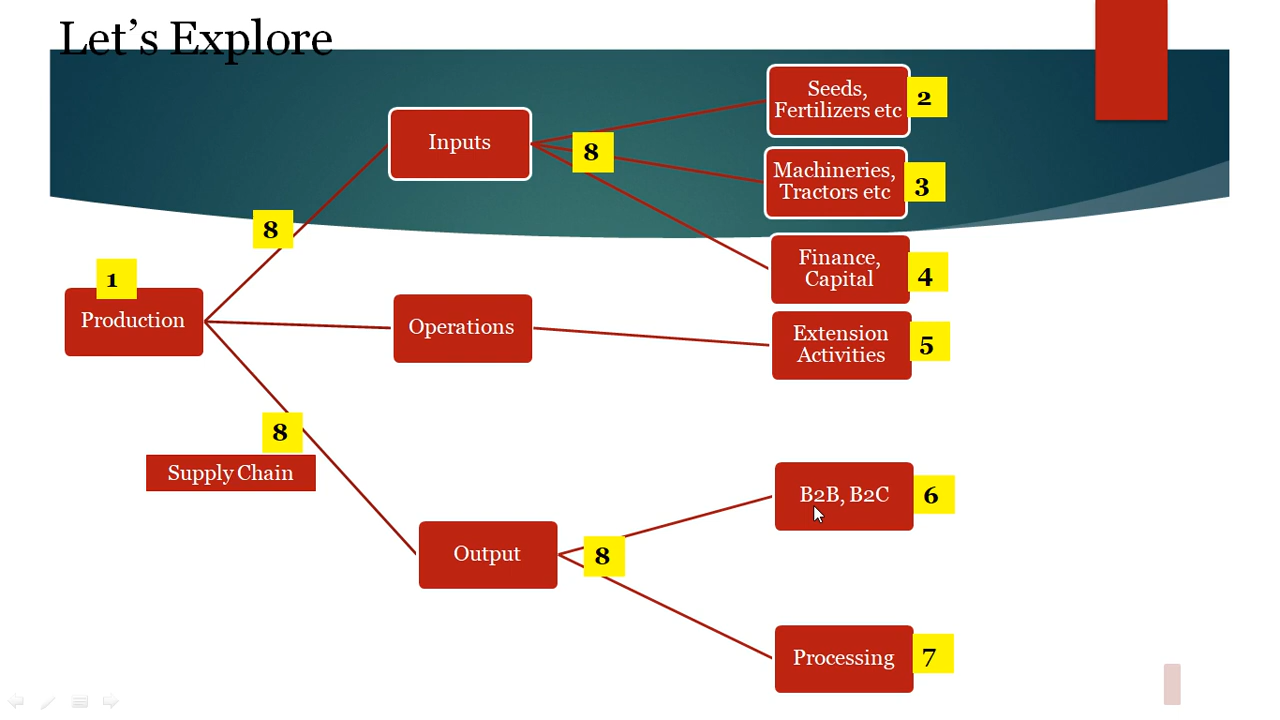 Let's Explore
Seeds,
Fertilizers etc
2
Inputs
8
Machineries,
Tractors etc
3
8
Finance,
Capital
4
1
Production
Operations
Extension
Activities
5
8
Supply Chain
B2B, B2C
6
Output
8
Processing
7